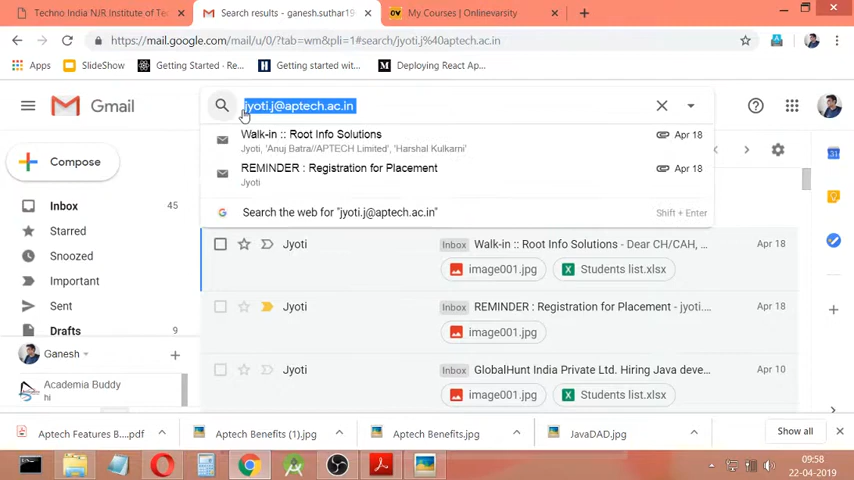 Techno India NJR Institute of Te
Search results - ganesh.suthar19
My Courses | Onlinevarsity
https://mail.google.com/mail/u/0/?tab=wm&pli=1#search/jyoti.j%40aptech.ac.in
Apps
SlideShow
Getting Started - Rea...
Getting started with...
Deploying React Ap...
Gmail
jyoti.j@aptech.ac.in
Walk-in :: Root Info Solutions
Apr 18
Jyoti, 'Anuj Batra//APTECH Limited', 'Harshal Kulkarni'
Compose
REMINDER : Registration for Placement
Apr 18
Jyoti
Inbox
45
Search the web for "jyoti.j@aptech.ac.in"
Shift + Enter
Starred
Jyoti
Inbox
Walk-in :: Root Info Solutions - Dear CH/CAH, ...
Apr 18
Snoozed
image001.jpg
Students list.xlsx
Important
Sent
Jyoti
Inbox
REMINDER : Registration for Placement - jyoti....
Apr 18
Drafts
9
image001.jpg
Ganesh
Jyoti
Inbox
GlobalHunt India Private Ltd. Hiring Java deve...
Apr 10
Academia Buddy
hi
image001.jpg
Students list.xlsx
Aptech Features B....pdf
Aptech Benefits (1).jpg
Aptech Benefits.jpg
JavaDAD.jpg
Show all
09:58
22-04-2019